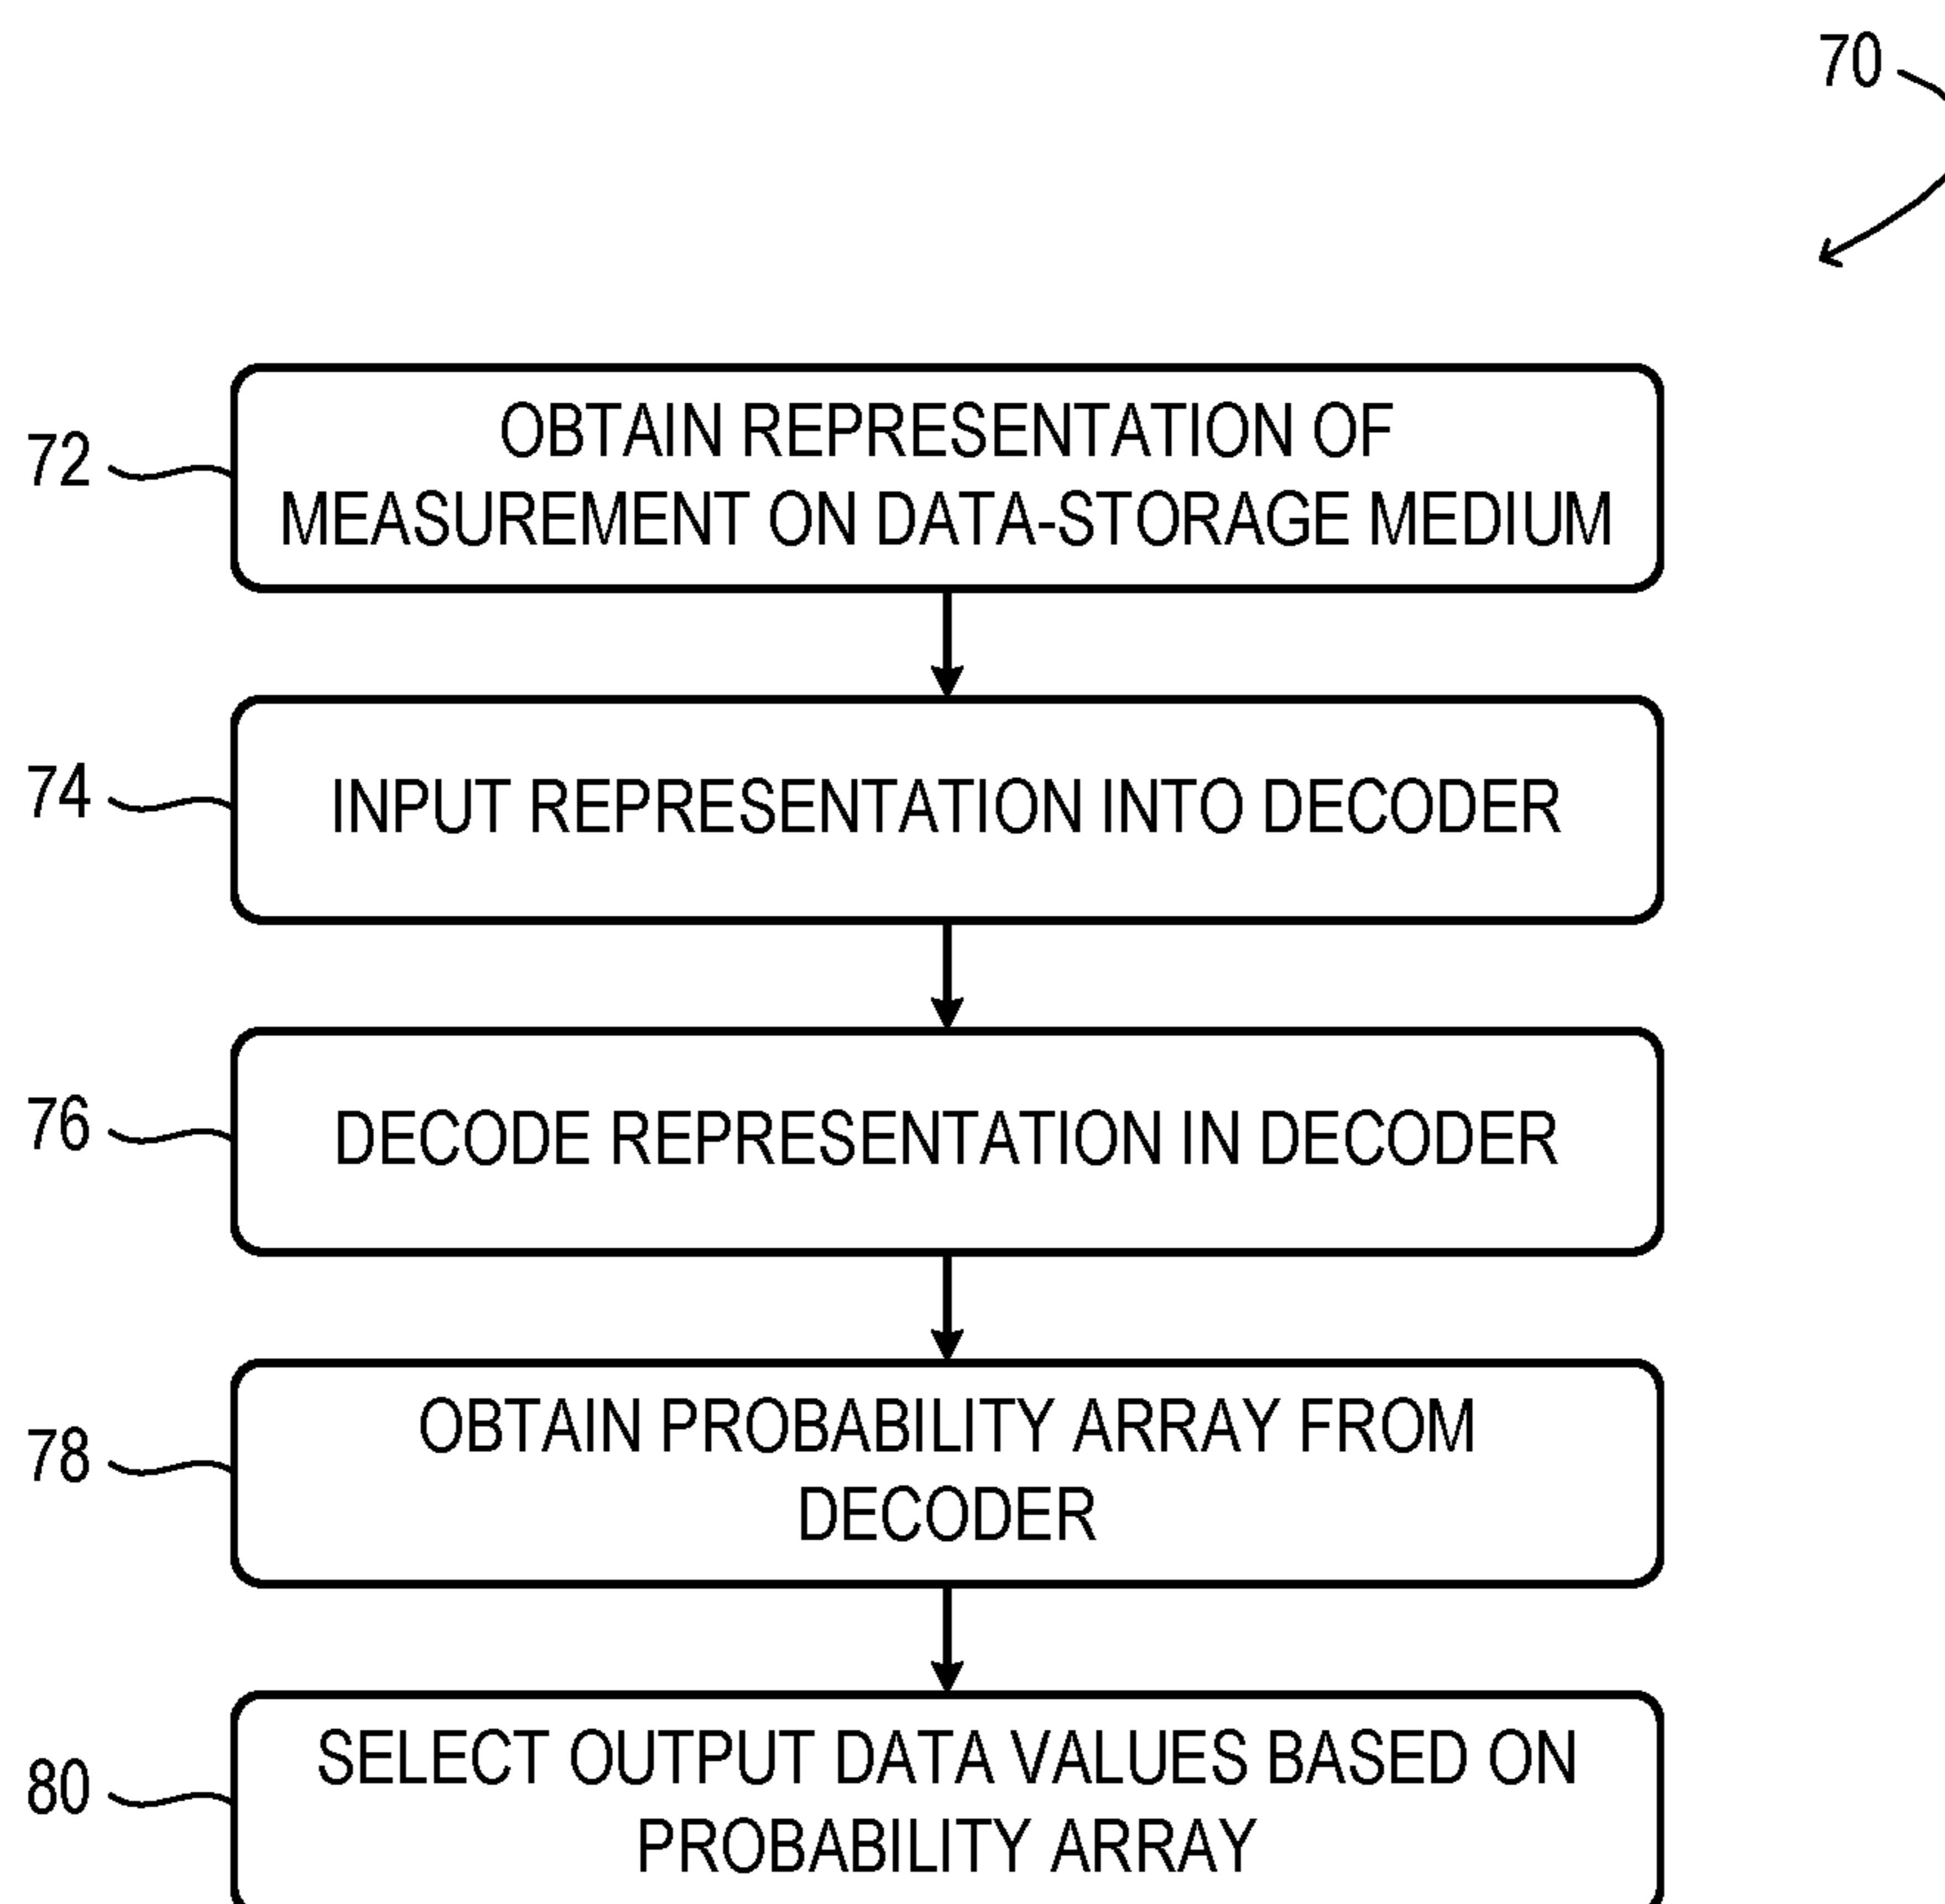 70
72
OBTAIN REPRESENTATION OF
MEASUREMENT ON DATA-STORAGE MEDIUM
74
INPUT REPRESENTATION INTO DECODER
76
DECODE REPRESENTATION IN DECODER
78
OBTAIN PROBABILITY ARRAY FROM
DECODER
80
SELECT OUTPUT DATA VALUES BASED ON
PROBABILITY ARRAY